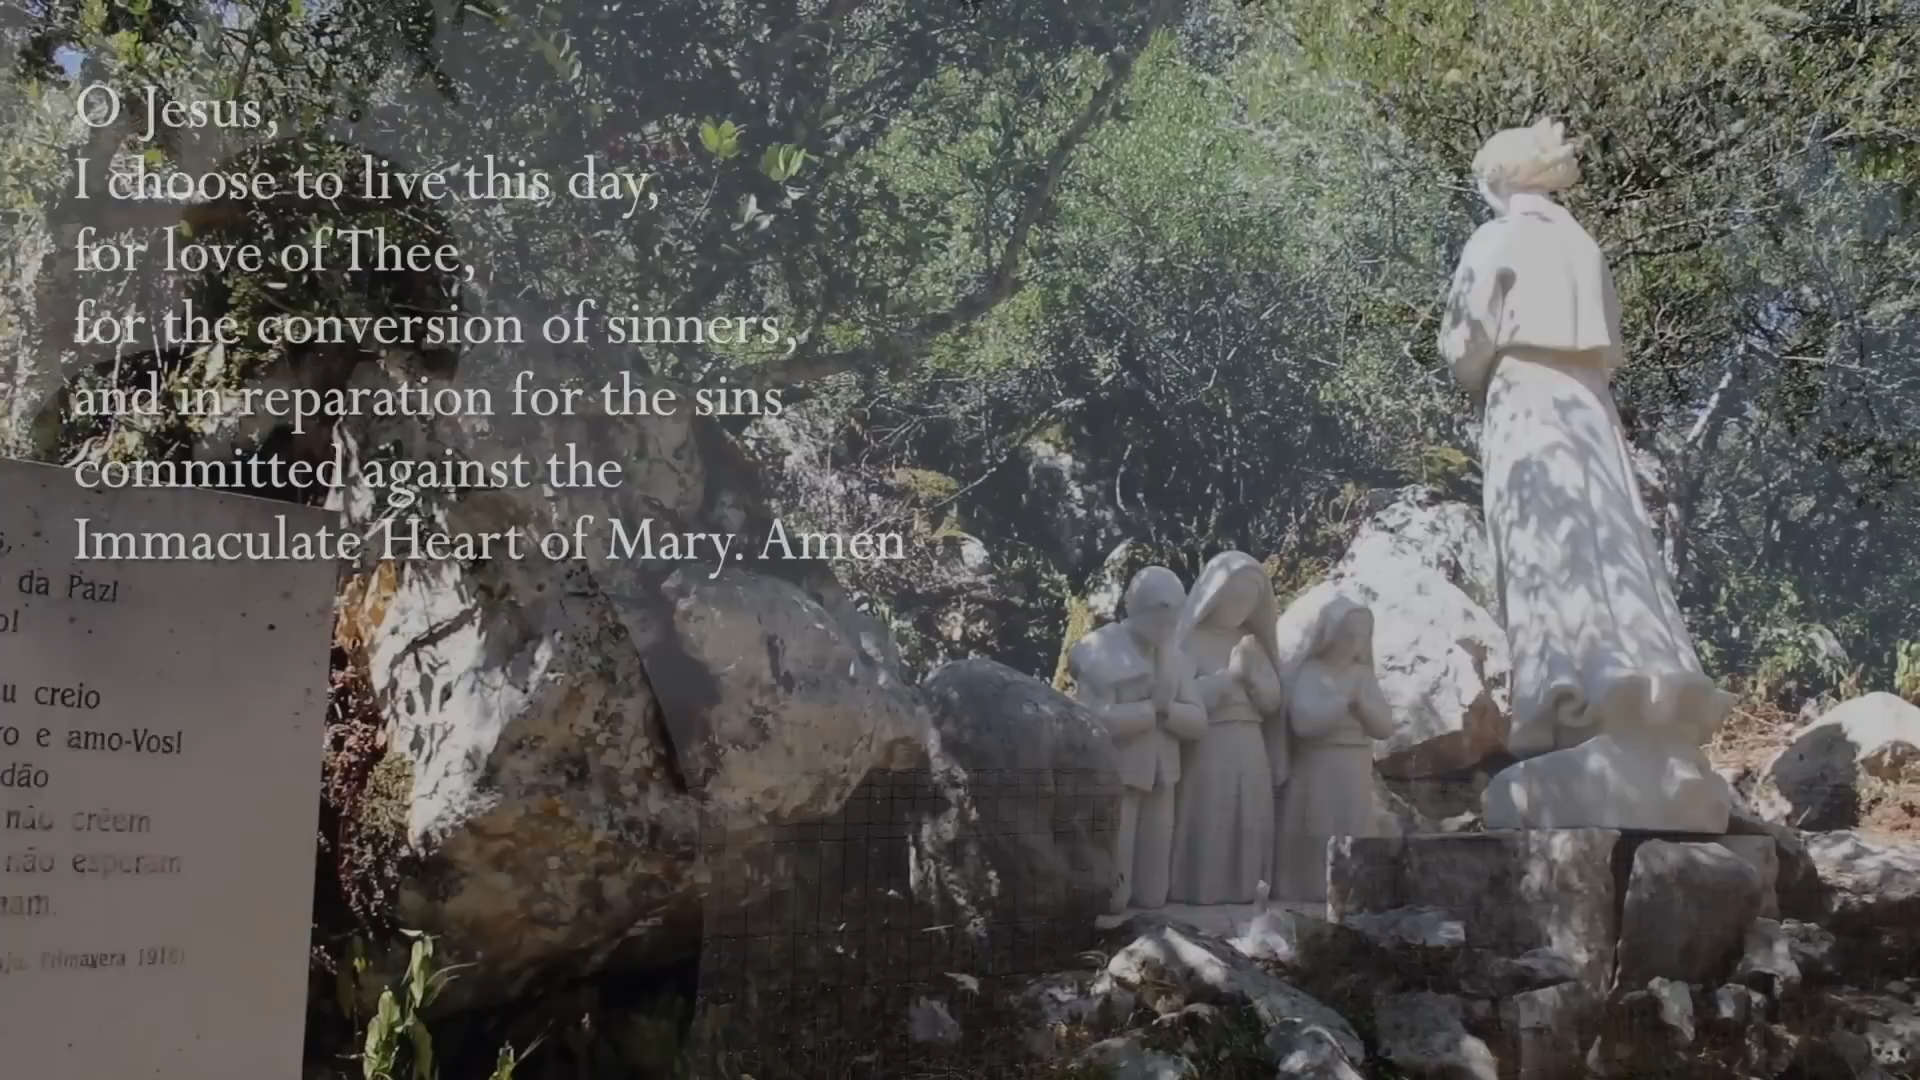 O Jesus,
I choose to live this day,
for love of Thee,
for the conversion of sinners,
and in reparation for the sins
committed against the
Immaculate Heart of Mary. Amen
da Paz!
creio
e amo-Vos!
não crêem
não esperam
Primavera 1916)